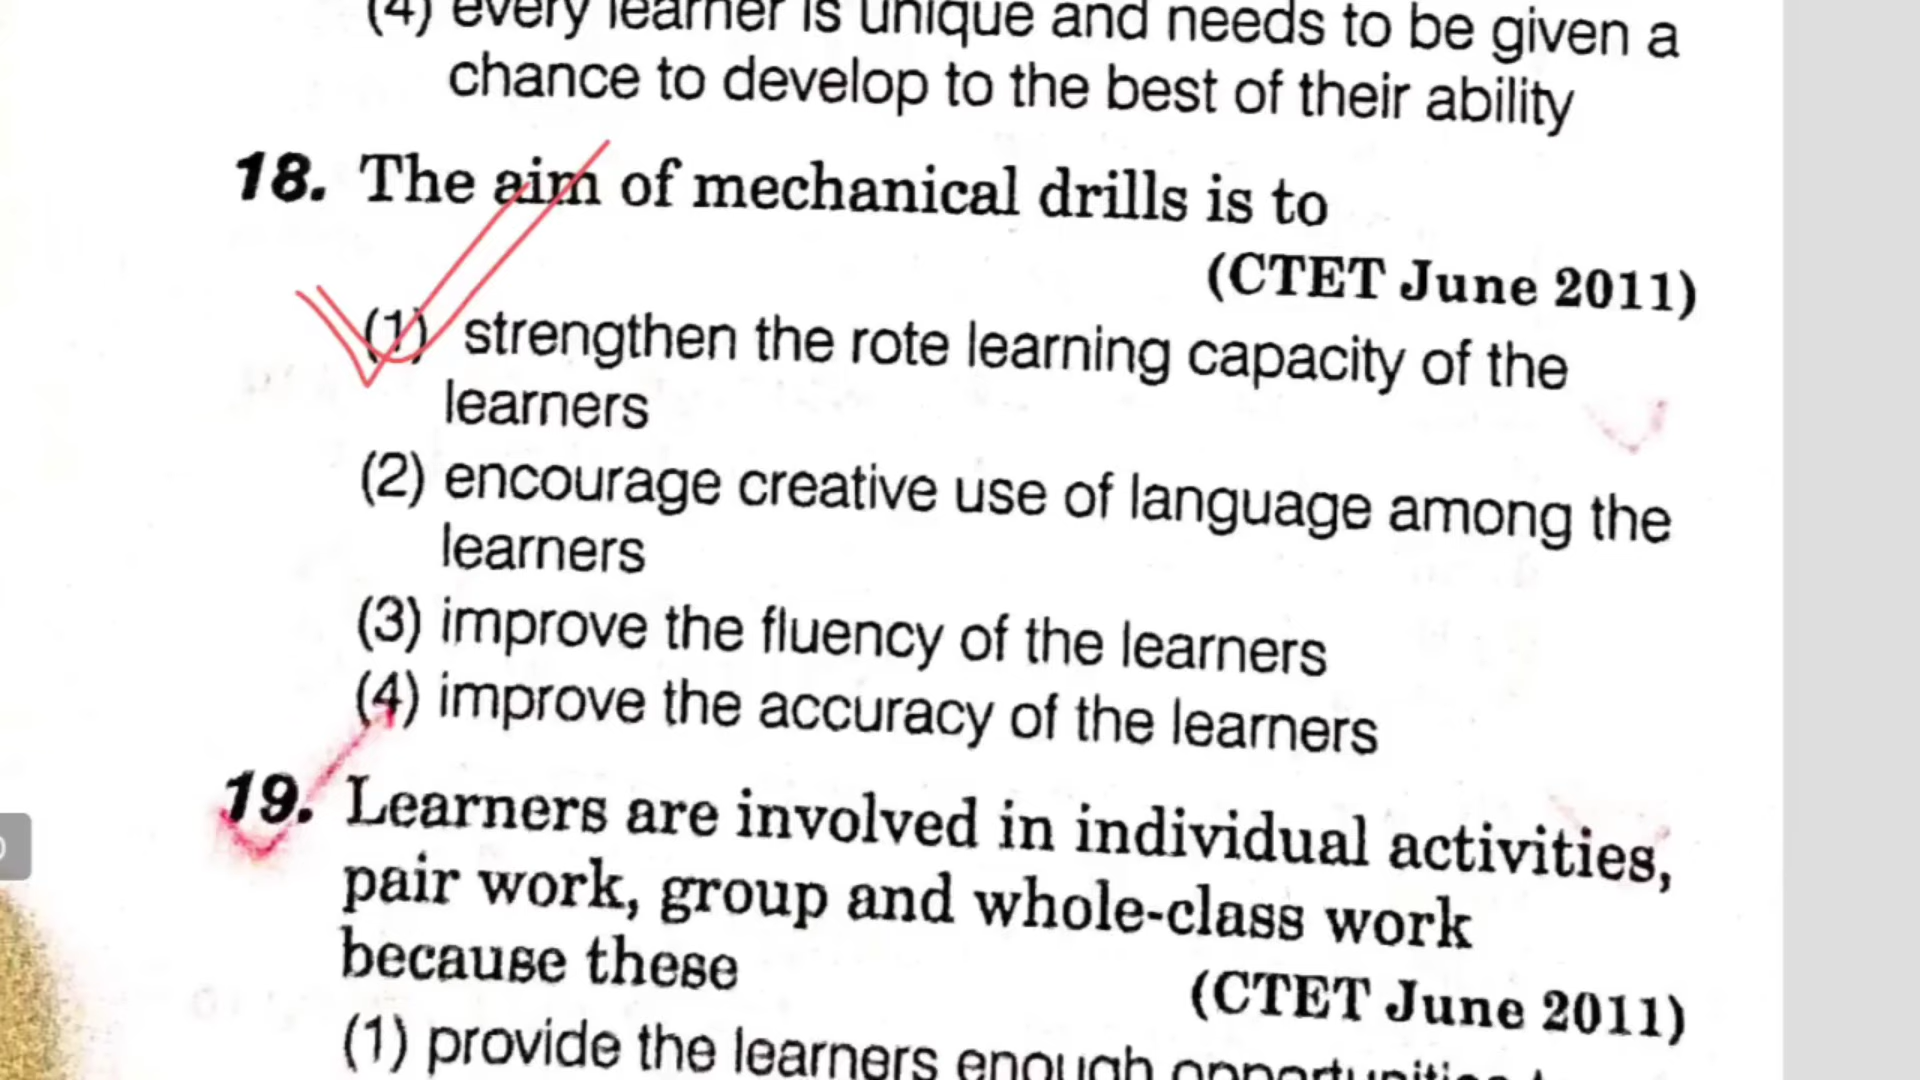 (4) every learner is unique and needs to be given a
chance to develop to the best of their ability
18. The aim of mechanical drills is to
(CTET June 2011)
(1) strengthen the rote learning capacity of the
learners
(2) encourage creative use of language among the
learners
(3) improve the fluency of the learners
(4) improve the accuracy of the learners
19. Learners are involved in individual activities,
pair work, group and whole-class work
because these
(CTET June 2011)
(1) provide the learners enough opportunities